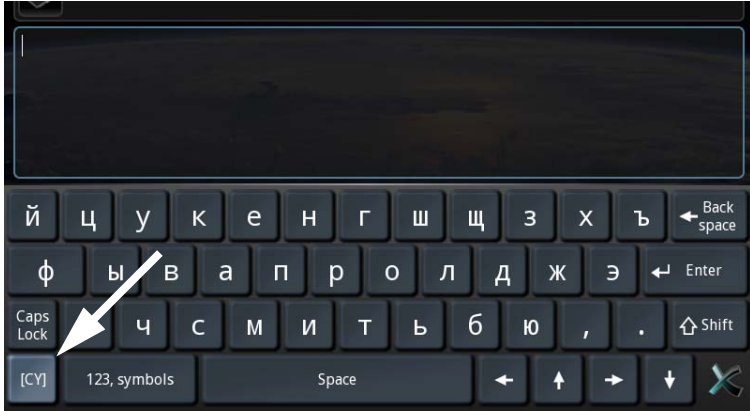 й ц у к е н г ш щ з х ъ Back space
ф ы в а п р о л д ж э Enter
Caps Lock ч с м и т ь б ю , . Shift
[CY] 123, symbols Space